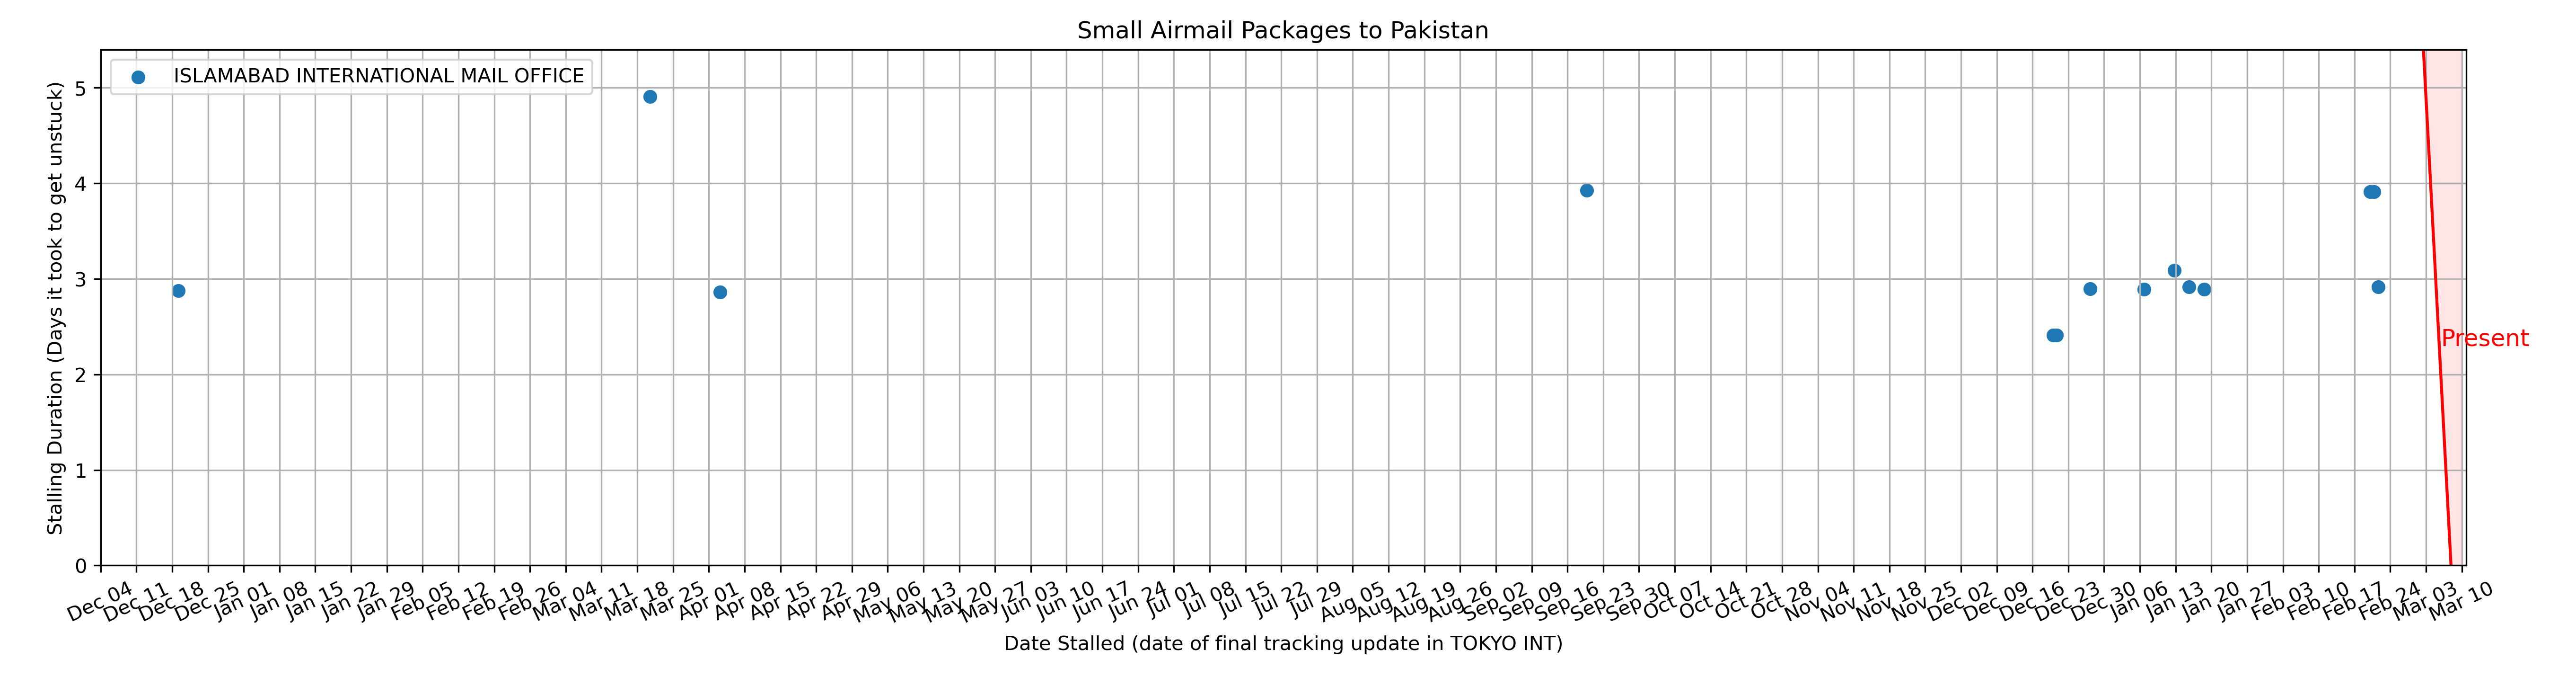 Small Airmail Packages to Pakistan
ISLAMABAD INTERNATIONAL MAIL OFFICE
Stalling Duration (Days it took to get unstuck)
5
4
3
2
1
0
Present
Dec 04
Dec 11
Dec 18
Dec 25
Jan 01
Jan 08
Jan 15
Jan 22
Jan 29
Feb 05
Feb 12
Feb 19
Feb 26
Mar 04
Mar 11
Mar 18
Mar 25
Apr 01
Apr 08
Apr 15
Apr 22
Apr 29
May 06
May 13
May 20
May 27
Jun 03
Jun 10
Jun 17
Jun 24
Jul 01
Jul 08
Jul 15
Jul 22
Jul 29
Aug 05
Aug 12
Aug 19
Aug 26
Sep 02
Sep 09
Sep 16
Sep 23
Sep 30
Oct 07
Oct 14
Oct 21
Oct 28
Nov 04
Nov 11
Nov 18
Nov 25
Dec 02
Dec 09
Dec 16
Dec 23
Dec 30
Jan 06
Jan 13
Jan 20
Jan 27
Feb 03
Feb 10
Feb 17
Feb 24
Mar 03
Mar 10
Date Stalled (date of final tracking update in TOKYO INT)